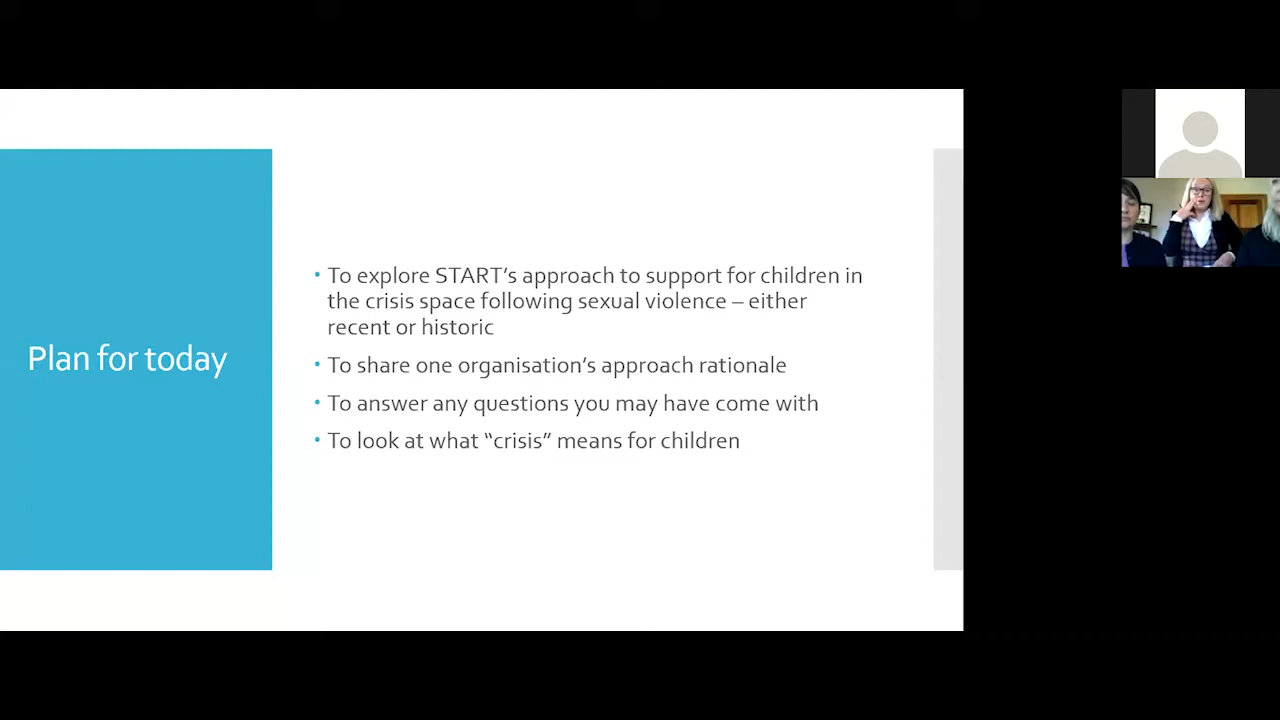 Plan for today
• To explore START’s approach to support for children in
the crisis space following sexual violence – either
recent or historic
• To share one organisation’s approach rationale
• To answer any questions you may have come with
• To look at what “crisis” means for children